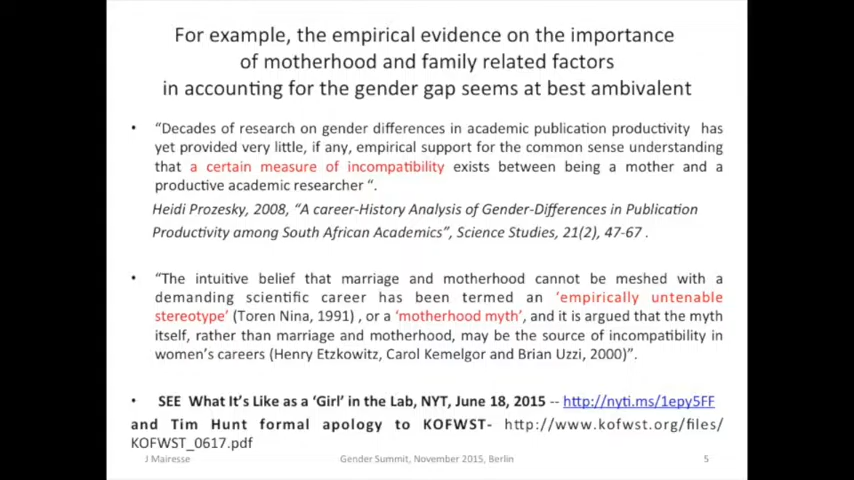 For example, the empirical evidence on the importance
of motherhood and family related factors
in accounting for the gender gap seems at best ambivalent
• “Decades of research on gender differences in academic publication productivity has
yet provided very little, if any, empirical support for the common sense understanding
that a certain measure of incompatibility exists between being a mother and a
productive academic researcher “.
Heidi Prozesky, 2008, “A career-History Analysis of Gender-Differences in Publication
Productivity among South African Academics”, Science Studies, 21(2), 47-67 .
• “The intuitive belief that marriage and motherhood cannot be meshed with a
demanding scientific career has been termed an ‘empirically untenable
stereotype’ (Toren Nina, 1991) , or a ‘motherhood myth’, and it is argued that the myth
itself, rather than marriage and motherhood, may be the source of incompatibility in
women’s careers (Henry Etzkowitz, Carol Kemelgor and Brian Uzzi, 2000)”.
• SEE What It’s Like as a ‘Girl’ in the Lab, NYT, June 18, 2015 -- http://nyti.ms/1epy5FF
and Tim Hunt formal apology to KOFWST- http://www.kofwst.org/files/
KOFWST_0617.pdf
J Mairesse Gender Summit, November 2015, Berlin 5